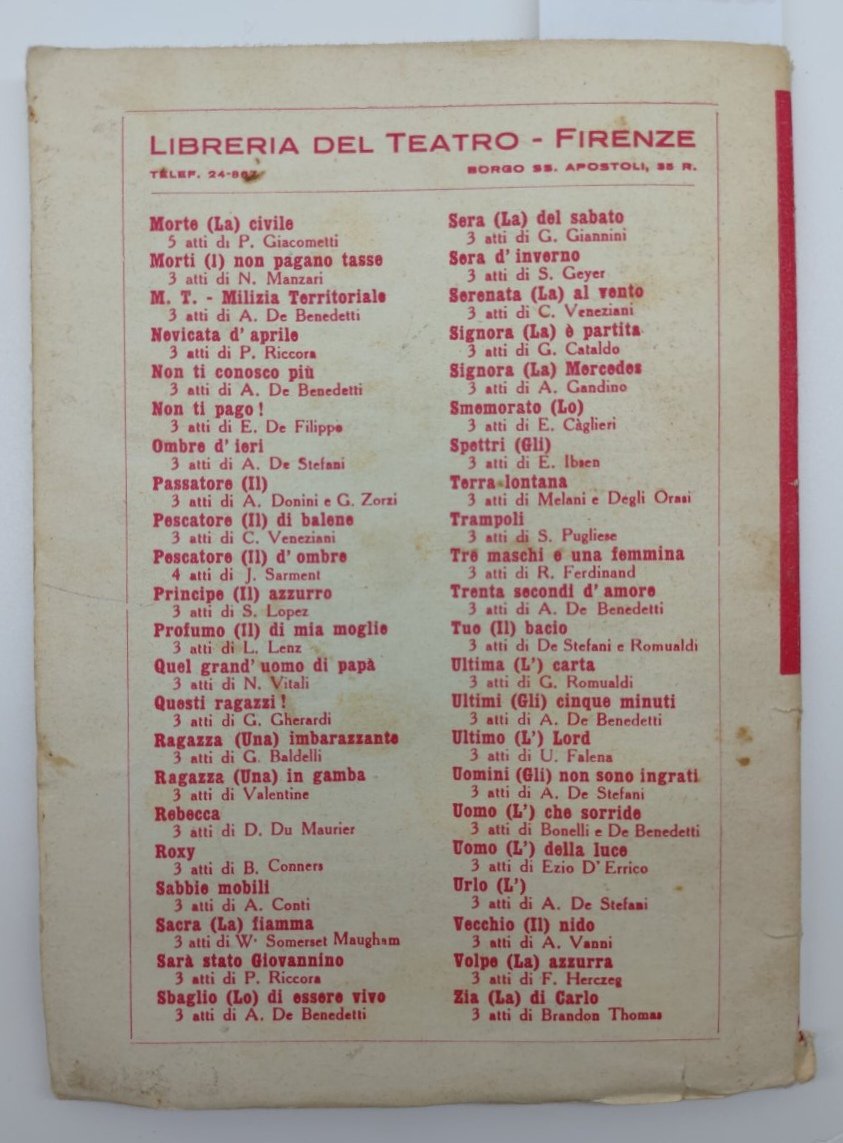 LIBRERIA DEL TEATRO - FIRENZE
TELEF. 24-867 BORGO SS. APOSTOLI, 35 R.
Morte (La) civile
5 atti di P. Giacometti
Morti (I) non pagano tasse
3 atti di N. Manzari
M. T. - Milizia Territoriale
3 atti di A. De Benedetti
Nevicata d' aprile
3 atti di P. Riccora
Non ti conosco più
3 atti di A. De Benedetti
Non ti pago !
3 atti di E. De Filippo
Ombre d' ieri
3 atti di A. De Stefani
Passatore (Il)
3 atti di A. Donini e G. Zorzi
Pescatore (Il) di balene
3 atti di C. Veneziani
Pescatore (Il) d' ombre
4 atti di J. Sarment
Principe (Il) azzurro
3 atti di S. Lopez
Profumo (Il) di mia moglie
3 atti di L. Lenz
Quel grand' uomo di papà
3 atti di N. Vitali
Questi ragazzi !
3 atti di G. Gherardi
Ragazza (Una) imbarazzante
3 atti di G. Baldelli
Ragazza (Una) in gamba
3 atti di Valentine
Rebecca
3 atti di D. Du Maurier
Roxy
3 atti di B. Conners
Sabbie mobili
3 atti di A. Conti
Sacra (La) fiamma
3 atti di W. Somerset Maugham
Sarà stato Giovannino
3 atti di P. Riccora
Sbaglio (Lo) di essere vivo
3 atti di A. De Benedetti
Sera (La) del sabato
3 atti di G. Giannini
Sera d' inverno
3 atti di S. Geyer
Serenata (La) al vento
3 atti di C. Veneziani
Signora (La) è partita
3 atti di G. Cataldo
Signora (La) Mercedes
3 atti di A. Gandino
Smemorato (Lo)
3 atti di E. Càglieri
Spettri (Gli)
3 atti di E. Ibsen
Terra lontana
3 atti di Melani e Degli Orsi
Trampoli
3 atti di S. Pugliese
Tre maschi e una femmina
3 atti di R. Ferdinand
Trenta secondi d' amore
3 atti di A. De Benedetti
Tuo (Il) bacio
3 atti di De Stefani e Romualdi
Ultima (L') carta
3 atti di G. Romualdi
Ultimi (Gli) cinque minuti
3 atti di A. De Benedetti
Ultimo (L') Lord
3 atti di U. Falena
Uomini (Gli) non sono ingrati
3 atti di A. De Stefani
Uomo (L') che sorride
3 atti di Bonelli e De Benedetti
Uomo (L') della luce
3 atti di Ezio D' Errico
Urlo (L')
3 atti di A. De Stefani
Vecchio (Il) nido
3 atti di A. Vanni
Volpe (La) azzurra
3 atti di F. Herczeg
Zia (La) di Carlo
3 atti di Brandon Thomas